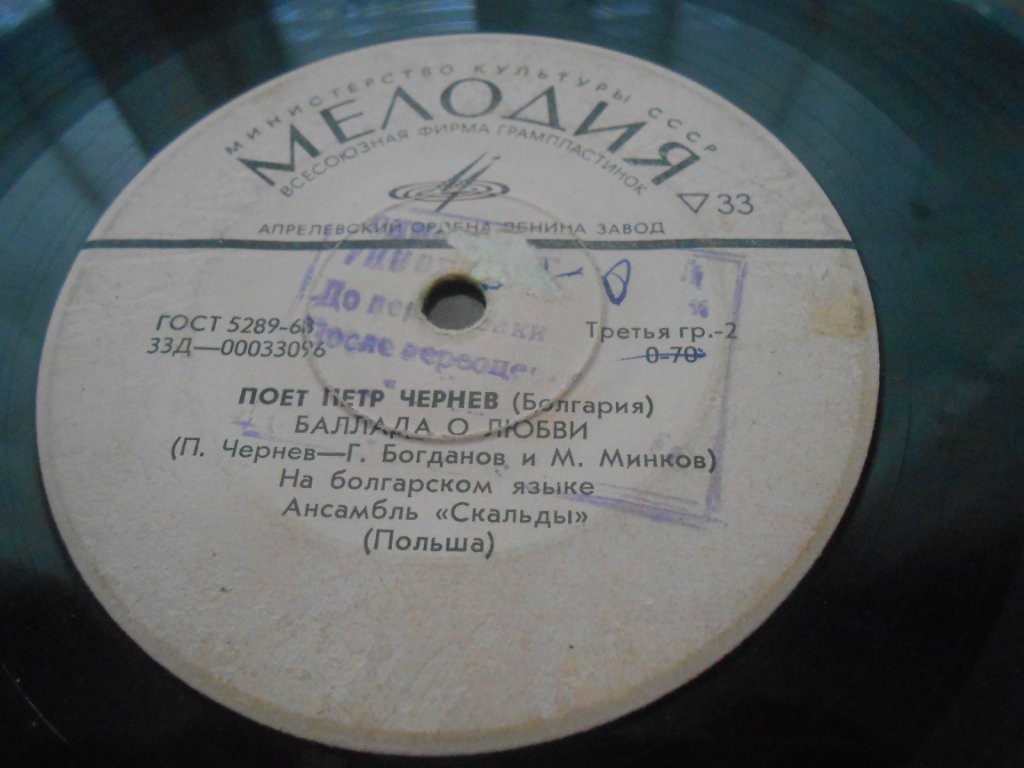 МИНИСТЕРСТВО КУЛЬТУРЫ СССР
МЕЛОДИЯ
ВСЕСОЮЗНАЯ ФИРМА ГРАМПЛАСТИНОК
33
АПРЕЛЕВСКИЙ ОРДЕНА ЛЕНИНА ЗАВОД
До
После переоцен
ГОСТ 5289-68
Третья гр.-2
33Д—00033096
0-70
ПОЕТ ПЕТР ЧЕРНЕВ (Болгария)
БАЛЛАДА О ЛЮБВИ
(П. Чернев—Г. Богданов и М. Минков)
На болгарском языке
Ансамбль «Скальды»
(Польша)